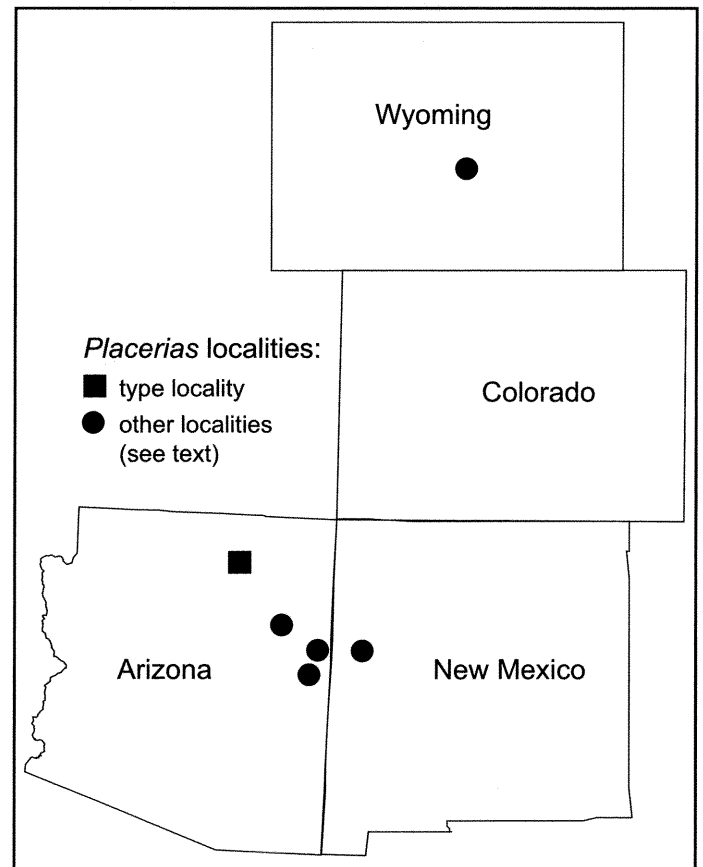 Wyoming
Placerias localities:
type locality
other localities
(see text)
Colorado
Arizona
New Mexico